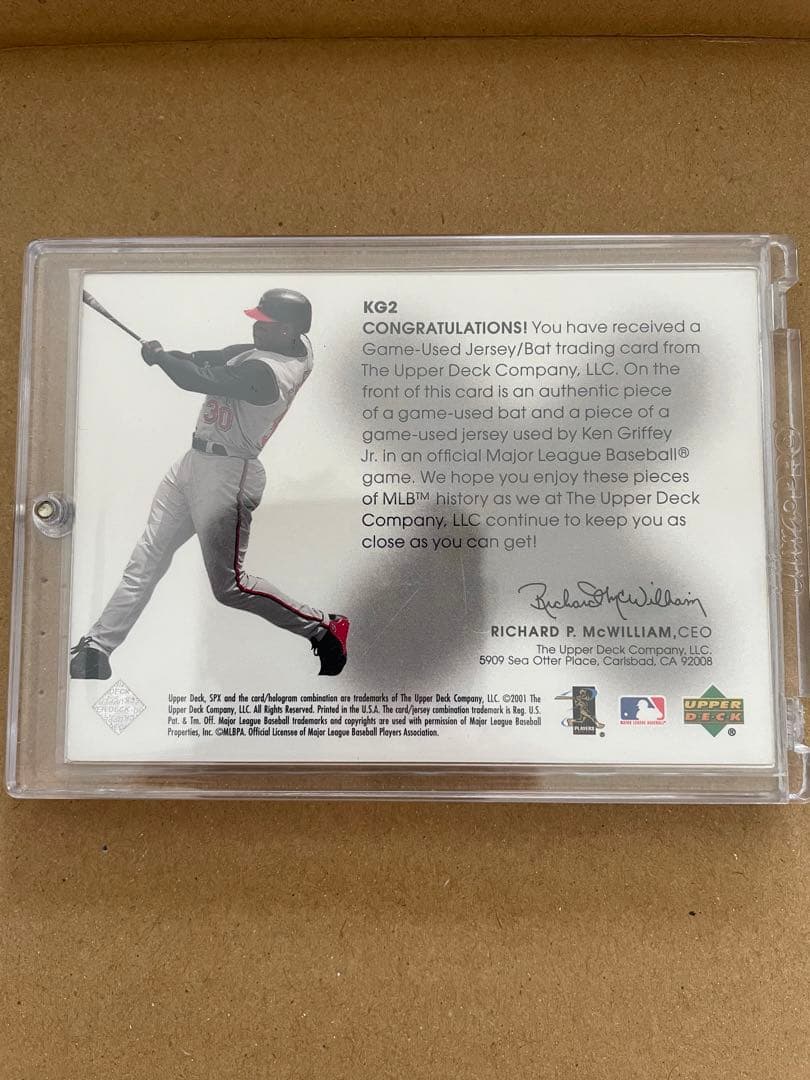 KG2
CONGRATULATIONS! You have received a
Game-Used Jersey/Bat trading card from
The Upper Deck Company, LLC. On the
front of this card is an authentic piece
of a game-used bat and a piece of a
game-used jersey used by Ken Griffey
Jr. in an official Major League Baseball®
game. We hope you enjoy these pieces
of MLB™ history as we at The Upper Deck
Company, LLC continue to keep you as
close as you can get!
30
Richard P. McWilliam
RICHARD P. McWILLIAM, CEO
The Upper Deck Company, LLC.
5909 Sea Otter Place, Carlsbad, CA 92008
Upper Deck, SPX and the card/hologram combination are trademarks of The Upper Deck Company, LLC. ©2001 The
Upper Deck Company, LLC. All Rights Reserved. Printed in the U.S.A. The card/jersey combination trademark is Reg. U.S.
Pat. & Tm. Off. Major League Baseball trademarks and copyrights are used with permission of Major League Baseball
Properties, Inc. ©MLBPA. Official Licensee of Major League Baseball Players Association.
PLAYERS
MAJOR LEAGUE BASEBALL
UPPER
DECK
®